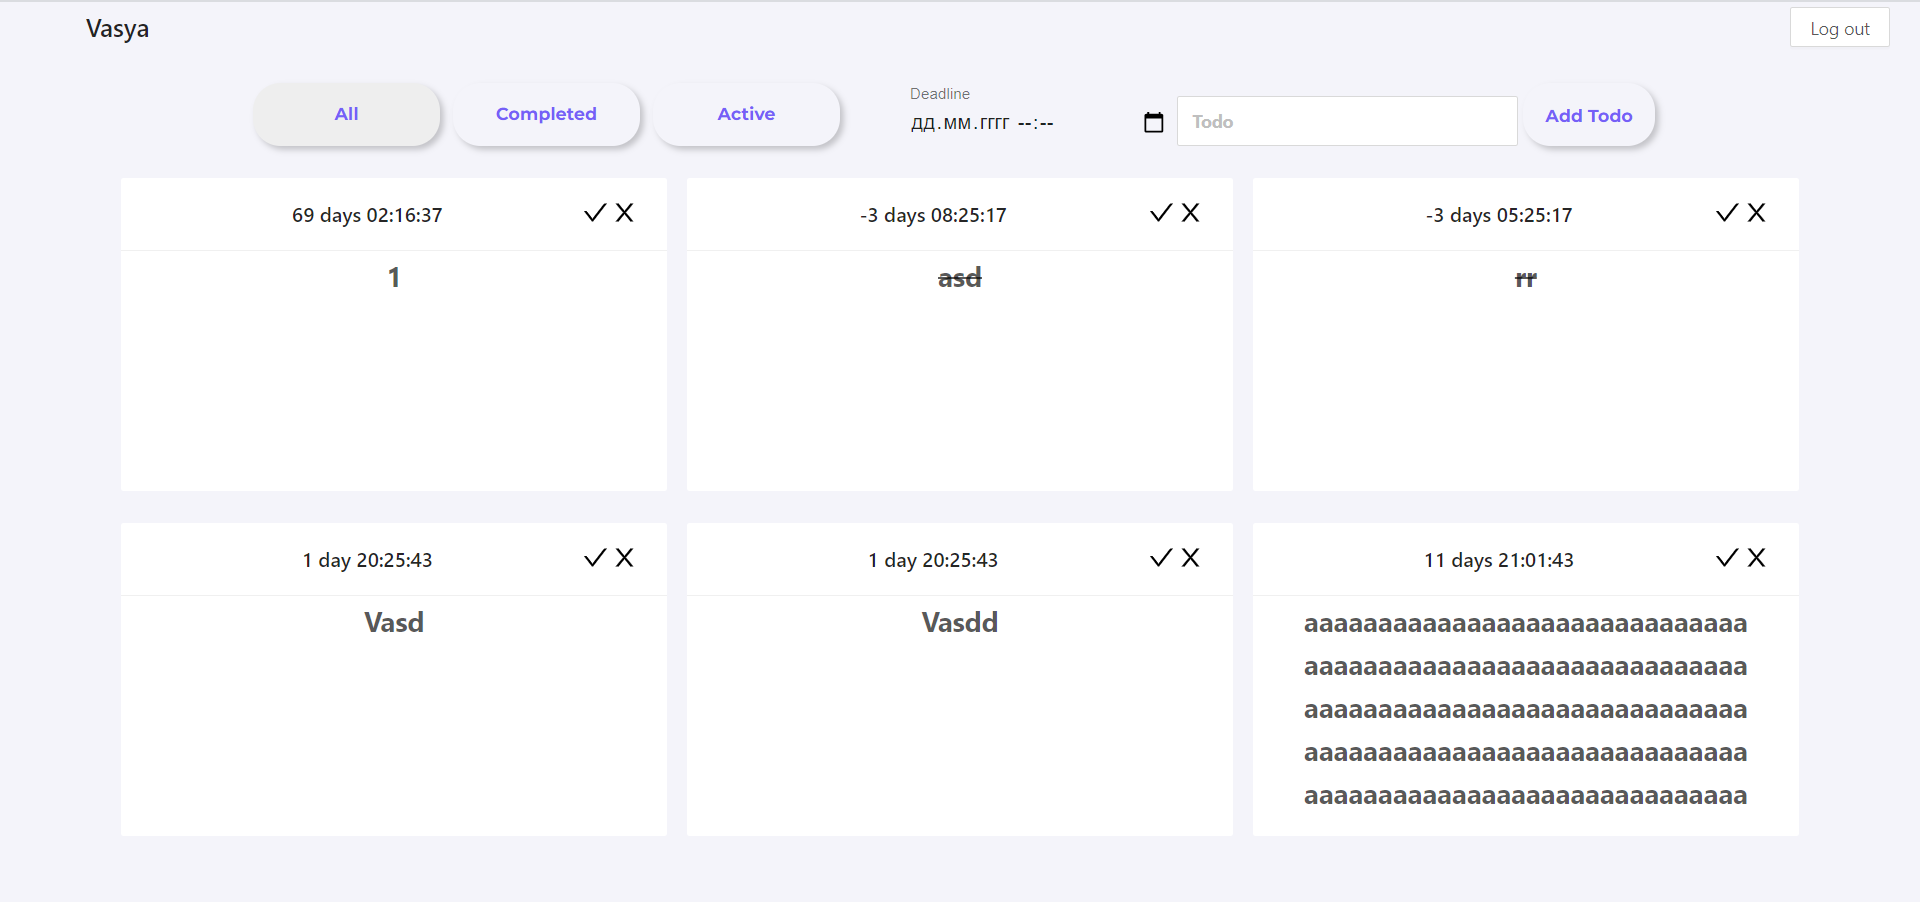 Vasya
Log out
All
Completed
Active
Deadline
ДД.ММ.ГГГГ --:--
Todo
Add Todo
69 days 02:16:37
-3 days 08:25:17
-3 days 05:25:17
1
asd
rr
1 day 20:25:43
1 day 20:25:43
11 days 21:01:43
Vasd
Vasdd
aaaaaaaaaaaaaaaaaaaaaaaaaaaaaa
aaaaaaaaaaaaaaaaaaaaaaaaaaaaaa
aaaaaaaaaaaaaaaaaaaaaaaaaaaaaa
aaaaaaaaaaaaaaaaaaaaaaaaaaaaaa
aaaaaaaaaaaaaaaaaaaaaaaaaaaaaa